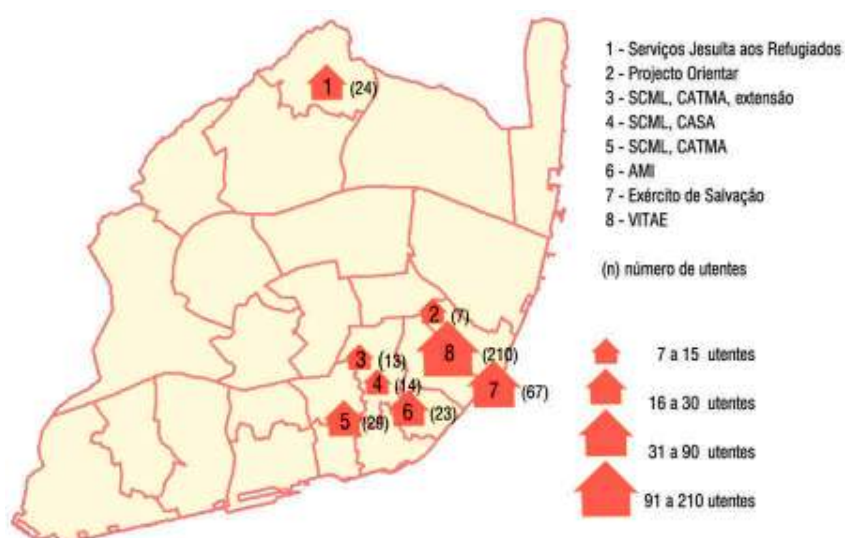 1 - Serviços Jesuíta aos Refugiados
2 - Projecto Orientar
3 - SCML, CATMA, extensão
4 - SCML, CASA
5 - SCML, CATMA
6 - AMI
7 - Exército de Salvação
8 - VITAE
(n) número de utentes
7 a 15 utentes
16 a 30 utentes
31 a 90 utentes
91 a 210 utentes
1 (24)
2 (7)
8 (210)
3 (13)
4 (14)
7 (67)
6 (23)
5 (29)